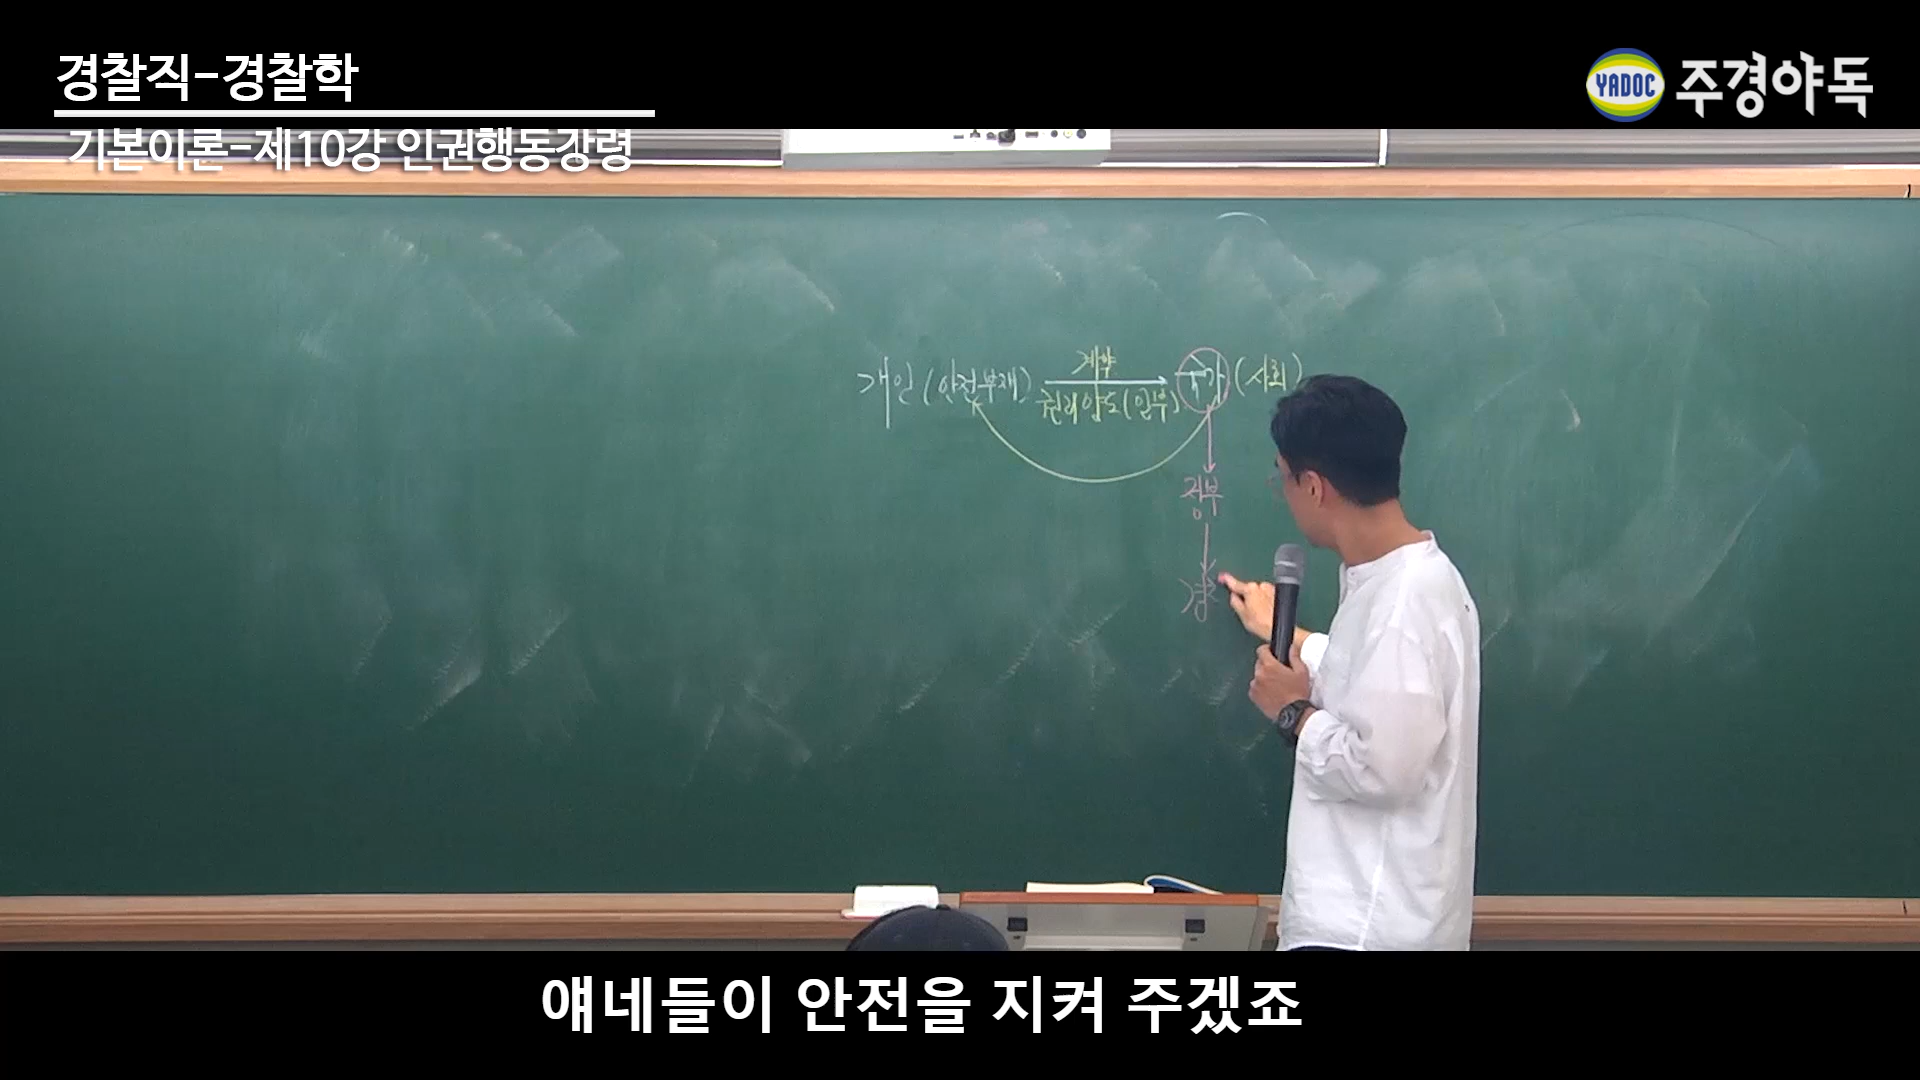 경찰직-경찰학
YADOC 주경야독
기본이론-제10강 인권행동강령
개인 (안전부재) 계약 국가 (사회)
권리양도 (일부)
정부
경찰
얘네들이 안전을 지켜 주겠죠